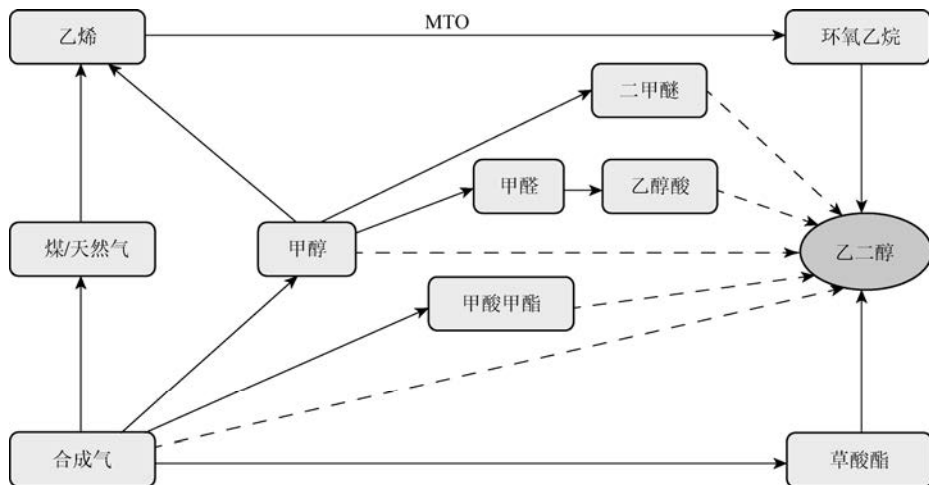 MTO
乙烯
环氧乙烷
二甲醚
甲醛
乙醇酸
煤/天然气
甲醇
乙二醇
甲酸甲酯
合成气
草酸酯